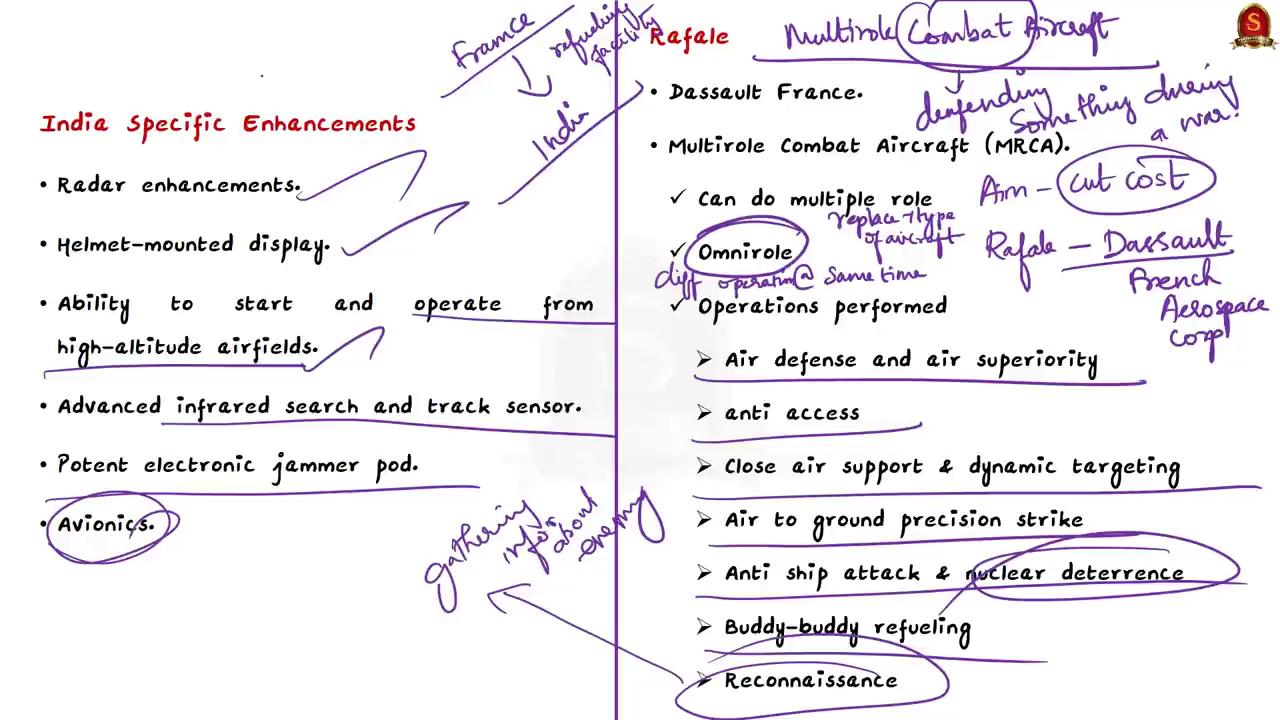 France
refueling
facility
India
India Specific Enhancements
• Radar enhancements.
• Helmet-mounted display.
• Ability to start and operate from
high-altitude airfields.
• Advanced infrared search and track sensor.
• Potent electronic jammer pod.
• Avionics.
gathering
infor
about
enemy
Rafale
Multirole Combat Aircraft
defending
Something during
a war.
• Dassault France.
• Multirole Combat Aircraft (MRCA).
Aim - cut cost
✓ Can do multiple role
replace 7 type
of aircraft
✓ Omnirole
diff operation @ same time
Rafale - Dassault
French
Aerospace
corp
✓ Operations performed
➢ Air defense and air superiority
➢ anti access
➢ Close air support & dynamic targeting
➢ Air to ground precision strike
➢ Anti ship attack & nuclear deterrence
➢ Buddy-buddy refueling
➢ Reconnaissance